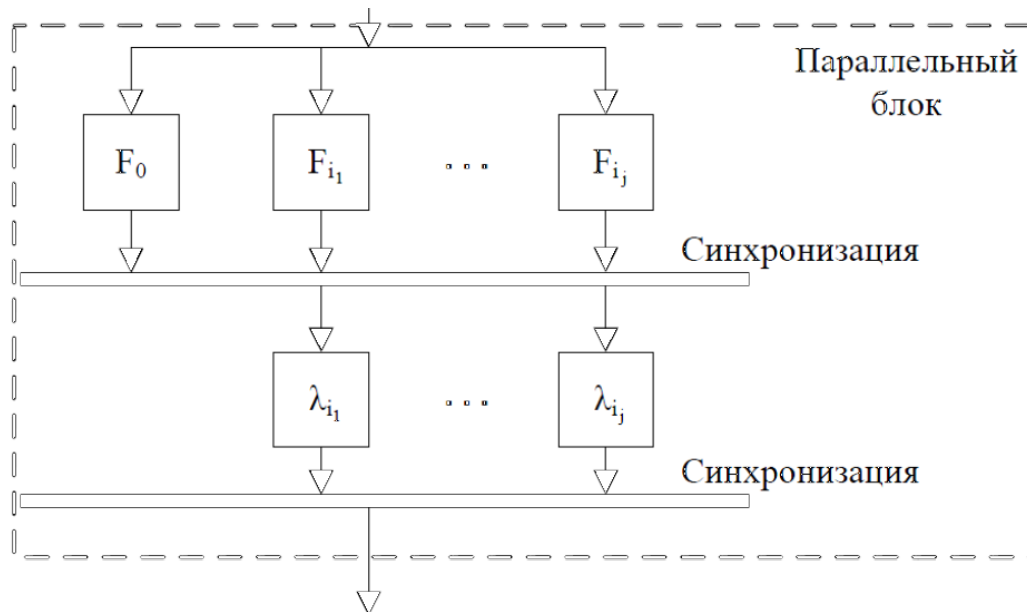 Параллельный
блок
F₀ Fᵢ₁ ... Fᵢⱼ
Синхронизация
λᵢ₁ ... λᵢⱼ
Синхронизация